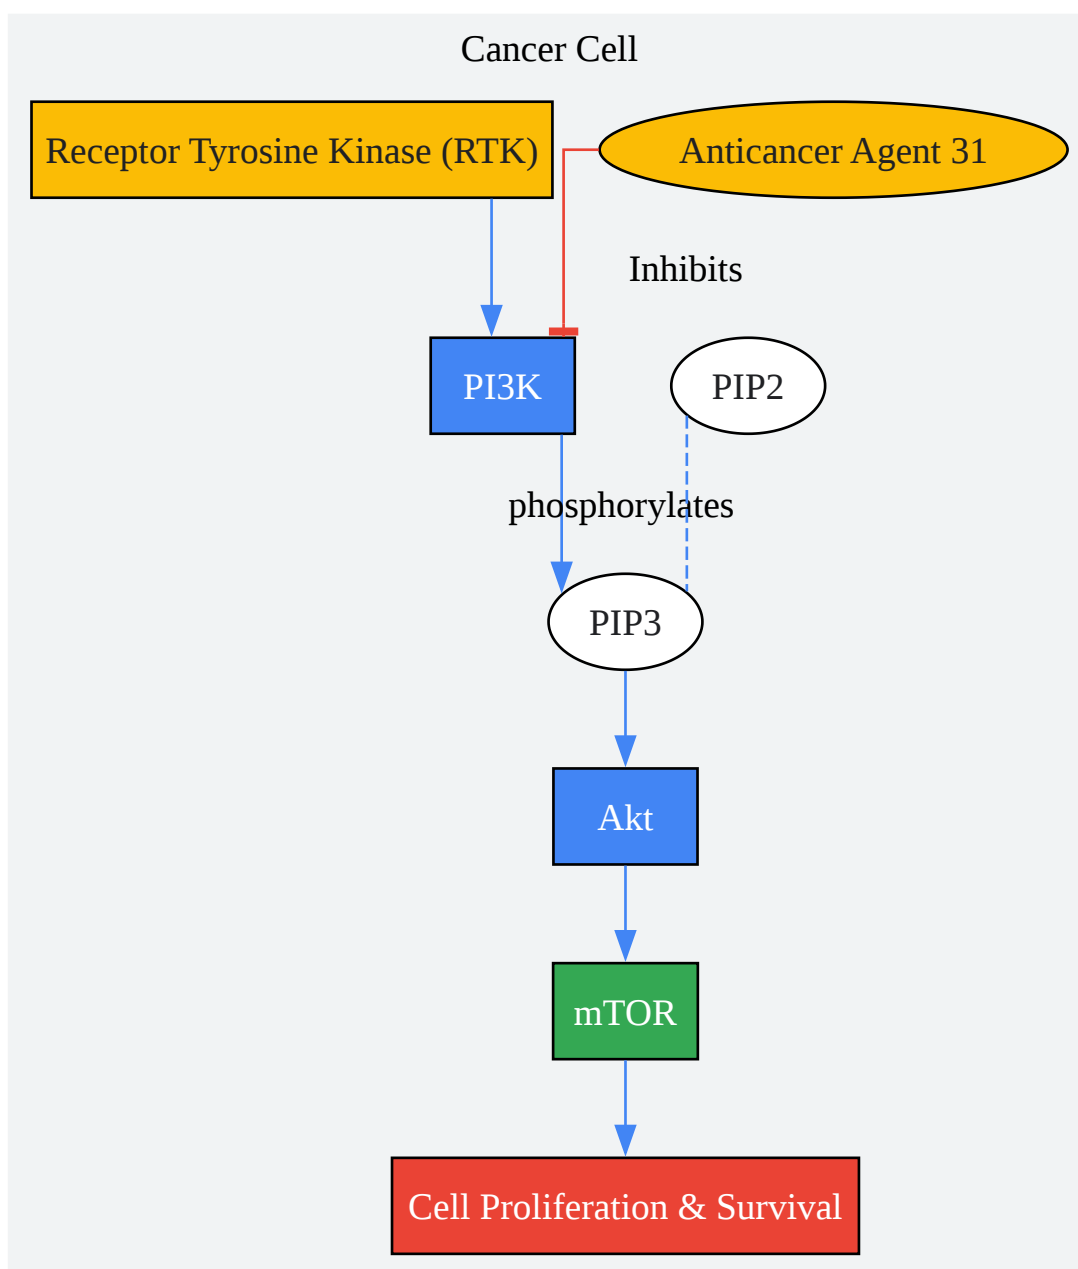 Cancer Cell
Receptor Tyrosine Kinase (RTK)
Anticancer Agent 31
Inhibits
PI3K
PIP2
phosphorylates
PIP3
Akt
mTOR
Cell Proliferation & Survival